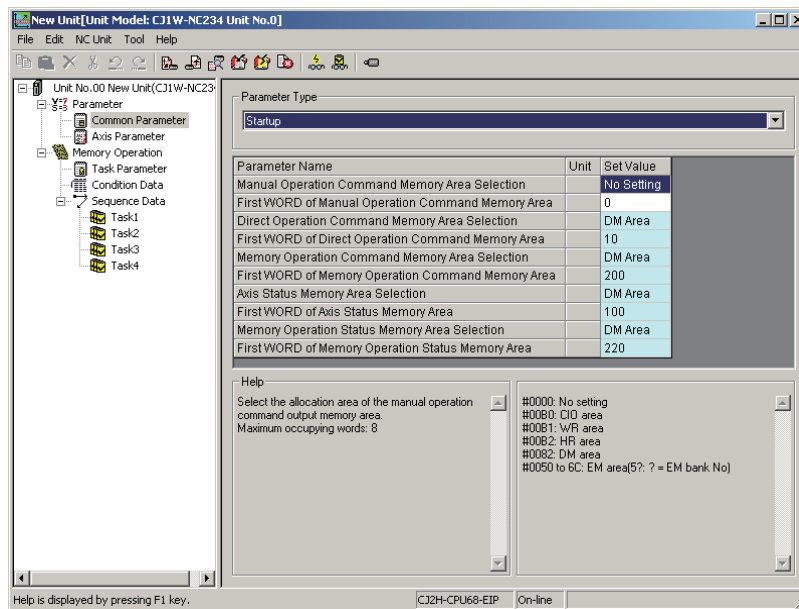 New Unit[Unit Model: CJ1W-NC234 Unit No.0]
File Edit NC Unit Tool Help
Unit No.00 New Unit(CJ1W-NC23
Parameter
Common Parameter
Axis Parameter
Memory Operation
Task Parameter
Condition Data
Sequence Data
Task1
Task2
Task3
Task4
Parameter Type
Startup
Parameter Name Unit Set Value
Manual Operation Command Memory Area Selection No Setting
First WORD of Manual Operation Command Memory Area 0
Direct Operation Command Memory Area Selection DM Area
First WORD of Direct Operation Command Memory Area 10
Memory Operation Command Memory Area Selection DM Area
First WORD of Memory Operation Command Memory Area 200
Axis Status Memory Area Selection DM Area
First WORD of Axis Status Memory Area 100
Memory Operation Status Memory Area Selection DM Area
First WORD of Memory Operation Status Memory Area 220
Help
Select the allocation area of the manual operation
command output memory area.
Maximum occupying words: 8
#0000: No setting
#00B0: CIO area
#00B1: WR area
#00B2: HR area
#0082: DM area
#0050 to 6C: EM area(5?: ? = EM bank No)
Help is displayed by pressing F1 key.
CJ2H-CPU68-EIP On-line